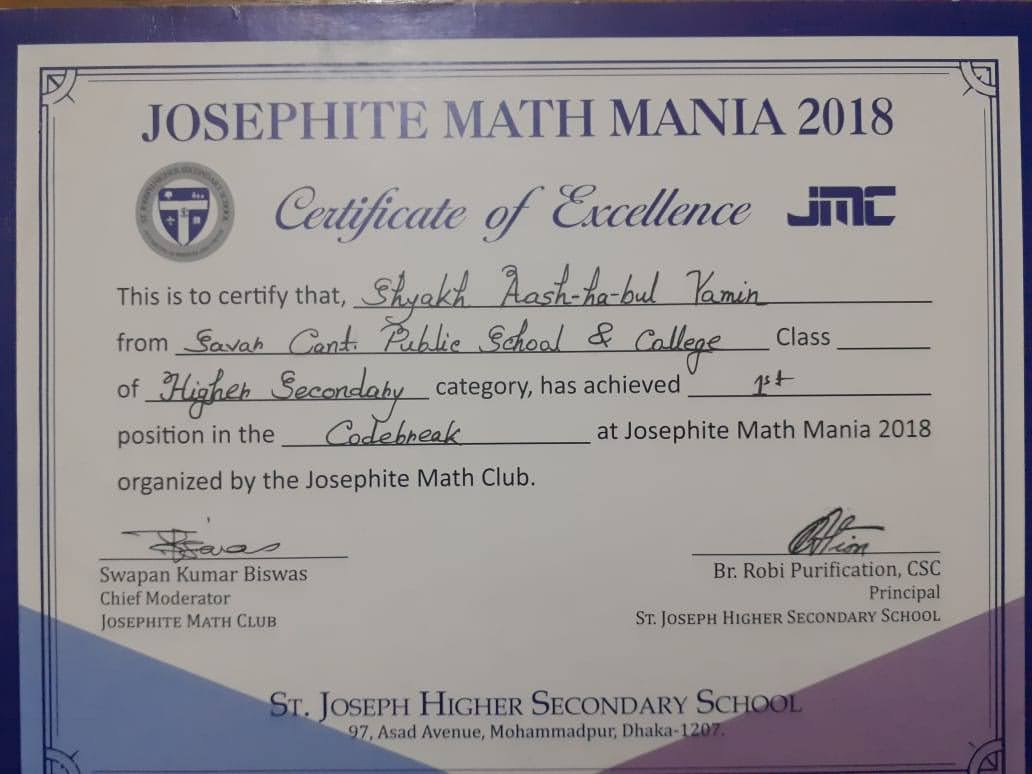 JOSEPHITE MATH MANIA 2018
Certificate of Excellence
JMC
This is to certify that, Shyakh Aash-ha-bul Yamin
from Savar Cant. Public School & College Class
of Higher Secondary category, has achieved 1st
position in the Codebreak at Josephite Math Mania 2018
organized by the Josephite Math Club.
Swapan Kumar Biswas
Chief Moderator
JOSEPHITE MATH CLUB
Br. Robi Purification, CSC
Principal
ST. JOSEPH HIGHER SECONDARY SCHOOL
ST. JOSEPH HIGHER SECONDARY SCHOOL
97, Asad Avenue, Mohammadpur, Dhaka-1207.